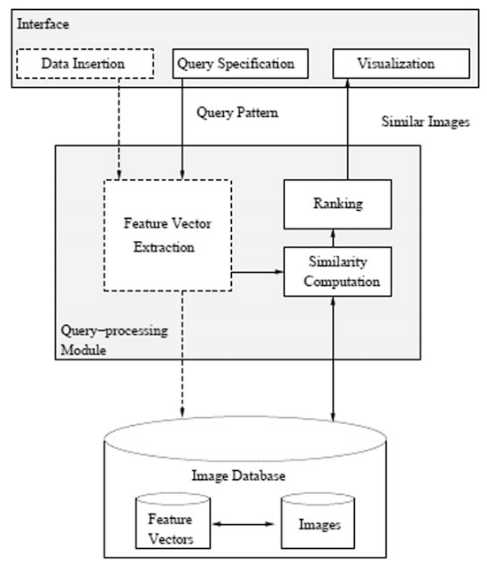 Interface
Data Insertion
Query Specification
Visualization
Query Pattern
Similar Images
Feature Vector
Extraction
Ranking
Similarity
Computation
Query-processing
Module
Image Database
Feature
Vectors
Images